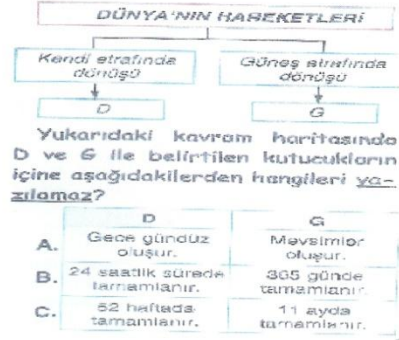 DÜNYA'NIN HAREKETLERİ
Kendi etrafında
dönüşü
Güneş etrafında
dönüşü
D
G
Yukarıdaki kavram haritasında
D ve G ile belirtilen kutucukların
içine aşağıdakilerden hangileri ya-
zılamaz?
D
G
A.
Gece gündüz
oluşur.
Mevsimler
oluşur.
B.
24 saatlik sürede
tamamlanır.
365 günde
tamamlanır.
C.
52 haftada
tamamlanır.
11 ayda
tamamlanır.